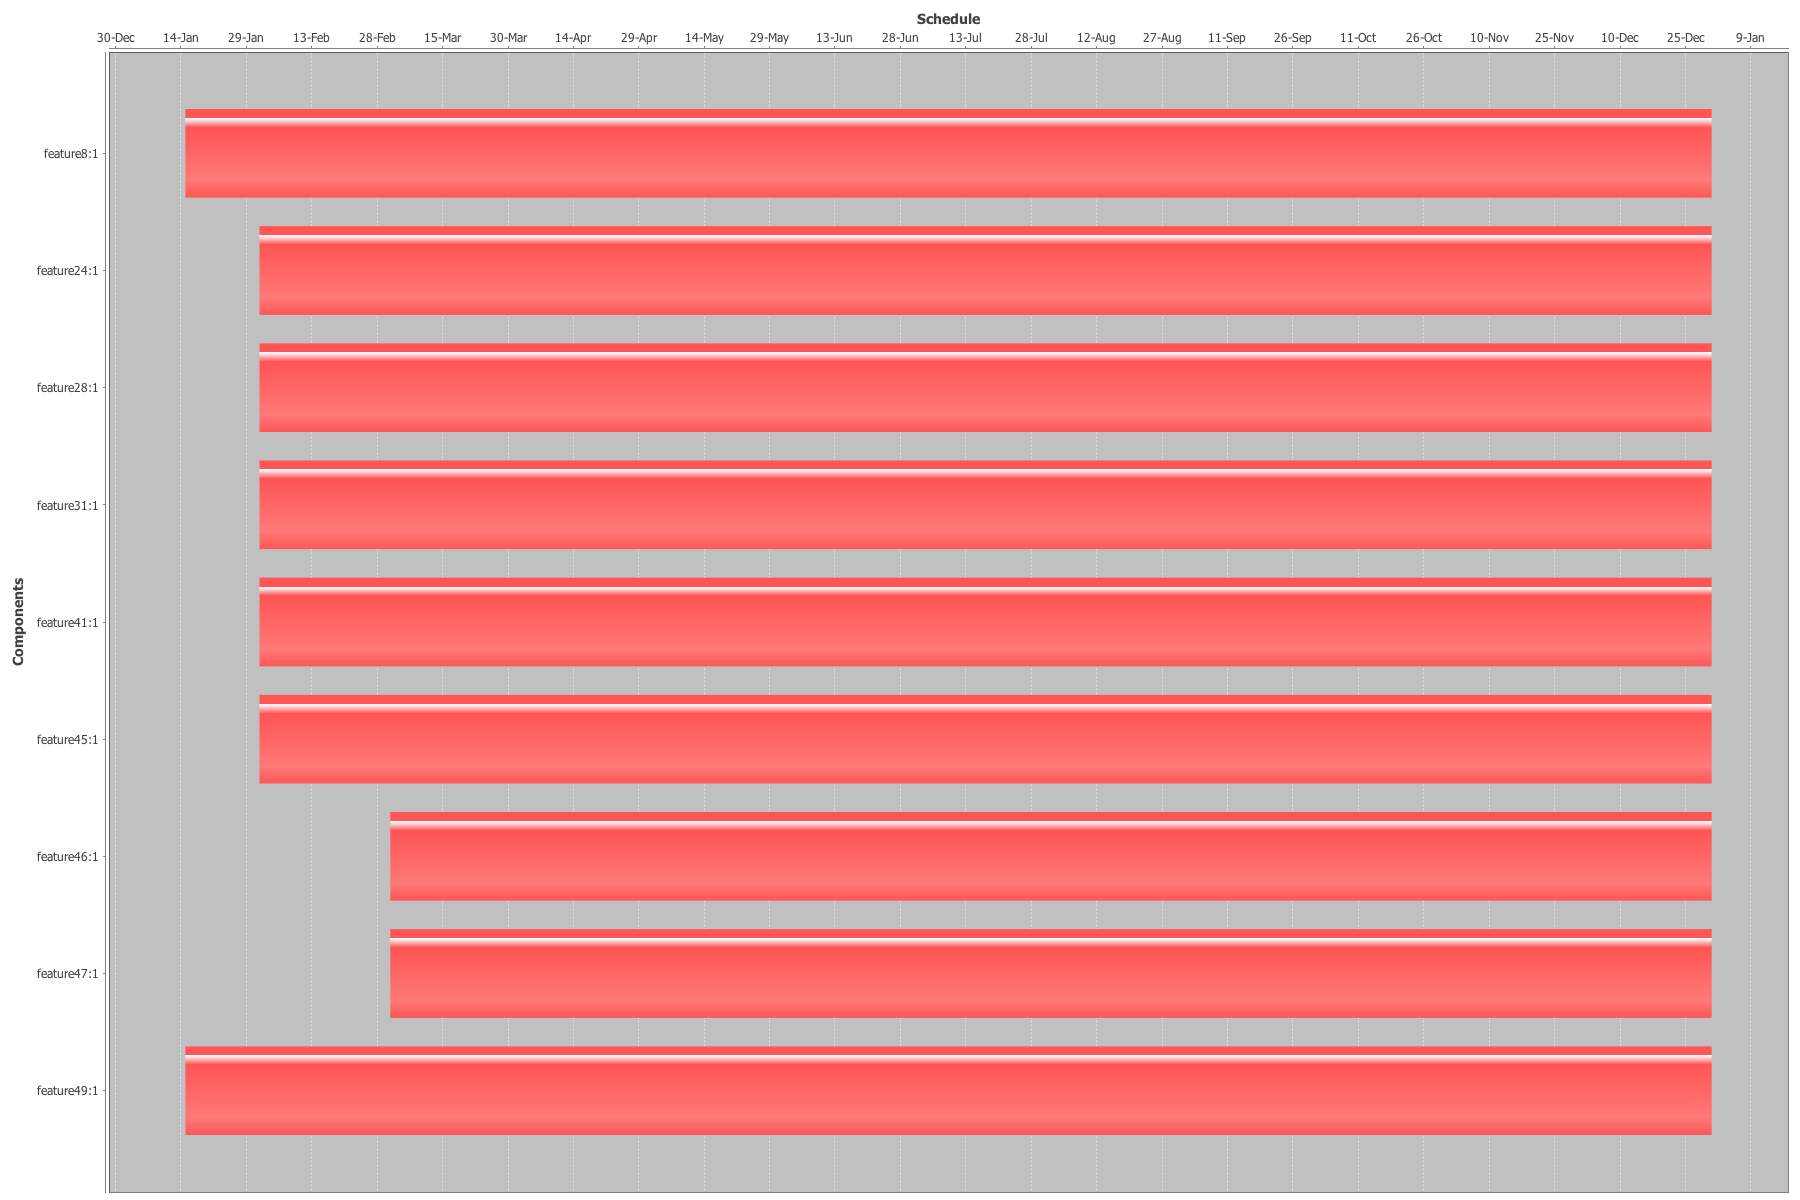 Schedule
30-Dec 14-Jan 29-Jan 13-Feb 28-Feb 15-Mar 30-Mar 14-Apr 29-Apr 14-May 29-May 13-Jun 28-Jun 13-Jul 28-Jul 12-Aug 27-Aug 11-Sep 26-Sep 11-Oct 26-Oct 10-Nov 25-Nov 10-Dec 25-Dec 9-Jan
Components
feature8:1
feature24:1
feature28:1
feature31:1
feature41:1
feature45:1
feature46:1
feature47:1
feature49:1